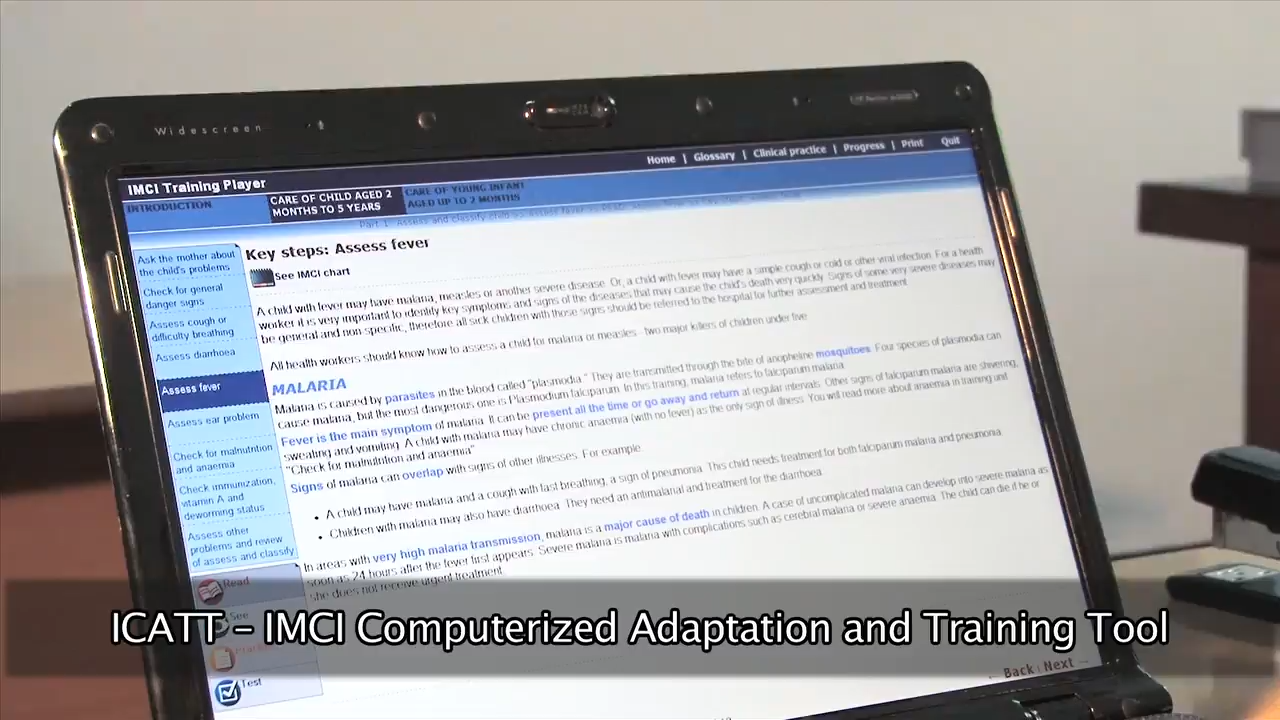 Widescreen
Home | Glossary | Clinical practice | Progress | Print Quit
IMCI Training Player
INTRODUCTION
CARE OF CHILD AGED 2
MONTHS TO 5 YEARS
CARE OF YOUNG INFANT
AGED UP TO 2 MONTHS
Ask the mother about
the child's problems
Check for general
danger signs
Assess cough or
difficulty breathing
Assess diarrhoea
Assess fever
Assess ear problem
Check for malnutrition
and anaemia
Check immunization,
vitamin A and
deworming status
Assess other
problems and review
of assess and classify
Read
See
Test
Key steps: Assess fever
See IMCI chart
A child with fever may have malaria, measles or another severe disease. Or, a child with fever may have a simple cough or cold or other viral infection. For a health
worker it is very important to identify key symptoms and signs of the diseases that may cause the child's death very quickly. Signs of some very severe diseases may
be general and non-specific, therefore all sick children with those signs should be referred to the hospital for further assessment and treatment.
All health workers should know how to assess a child for malaria or measles - two major killers of children under five.
MALARIA
Malaria is caused by parasites in the blood called "plasmodia." They are transmitted through the bite of anopheline mosquitoes. Four species of plasmodia can
cause malaria, but the most dangerous one is Plasmodium falciparum. In this training, malaria refers to falciparum malaria.
Fever is the main symptom of malaria. It can be present all the time or go away and return at regular intervals. Other signs of falciparum malaria are shivering,
sweating and vomiting. A child with malaria may have chronic anaemia (with no fever) as the only sign of illness. You will read more about anaemia in training unit
"Check for malnutrition and anaemia"
Signs of malaria can overlap with signs of other illnesses. For example:
• A child may have malaria and a cough with fast breathing, a sign of pneumonia. This child needs treatment for both falciparum malaria and pneumonia.
• Children with malaria may also have diarrhoea. They need an antimalarial and treatment for the diarrhoea.
In areas with very high malaria transmission, malaria is a major cause of death in children. A case of uncomplicated malaria can develop into severe malaria as
soon as 24 hours after the fever first appears. Severe malaria is malaria with complications such as cerebral malaria or severe anaemia. The child can die if he or
she does not receive urgent treatment.
Back | Next
ICATT – IMCI Computerized Adaptation and Training Tool